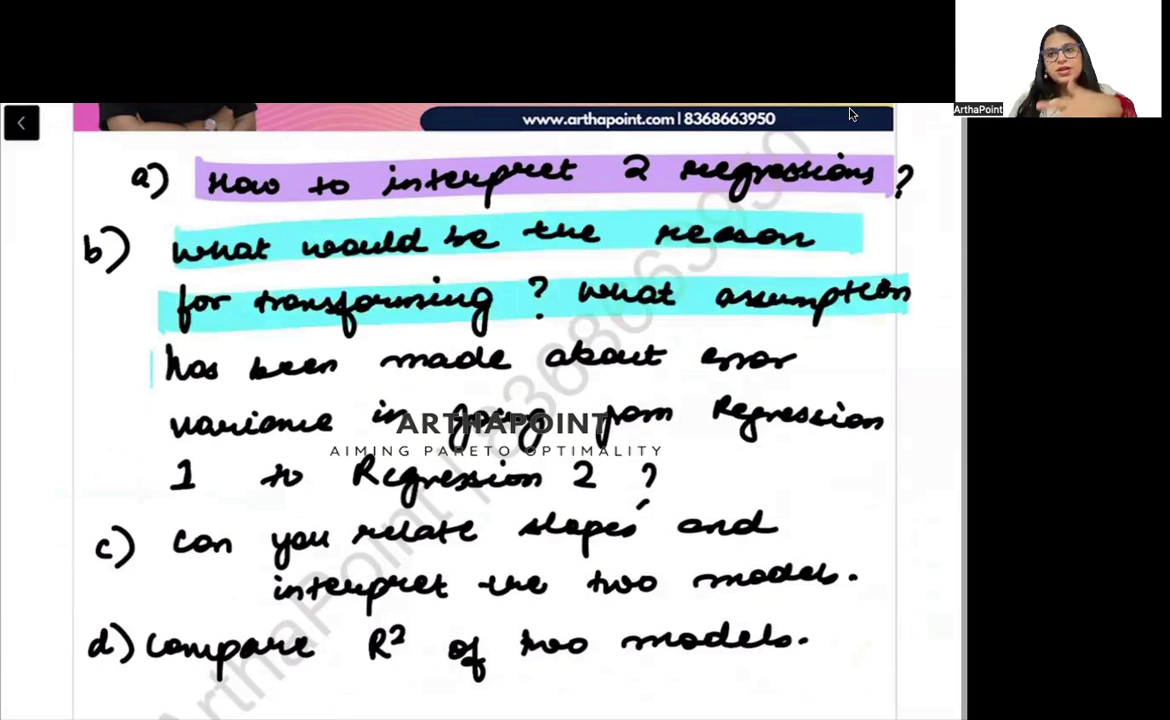 ArthaPoint
www.arthapoint.com | 8368663950
a) How to interpret 2 regressions?
b) What would be the reason
for transforming? What assumption
has been made about error
variance in going from Regression
1 to Regression 2?
c) Can you relate slopes and
interpret the two models.
d) Compare R² of two models.
ARTHAPOINT
AIMING PARETO OPTIMALITY
ArthaPoint | 8368663950